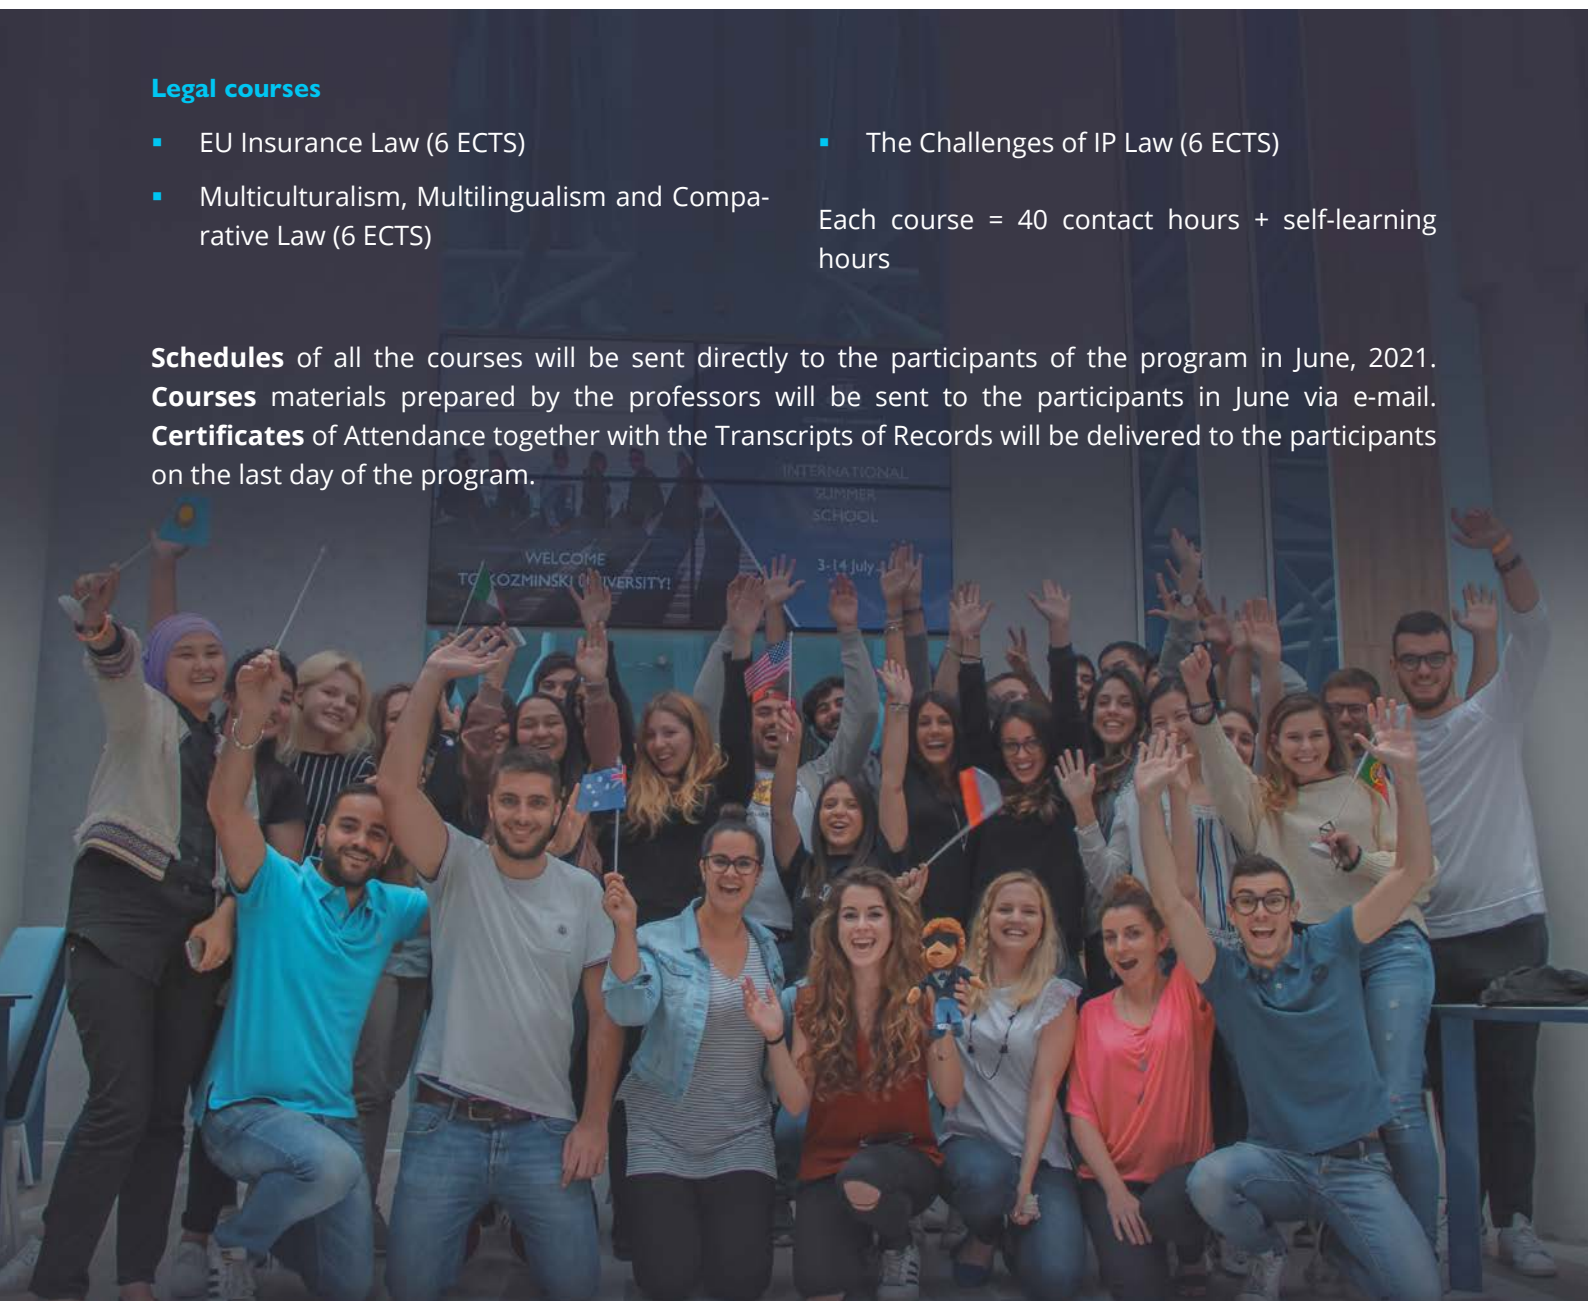 Legal courses
▪ EU Insurance Law (6 ECTS)
▪ Multiculturalism, Multilingualism and Compa-
rative Law (6 ECTS)
▪ The Challenges of IP Law (6 ECTS)
Each course = 40 contact hours + self-learning
hours
Schedules of all the courses will be sent directly to the participants of the program in June, 2021.
Courses materials prepared by the professors will be sent to the participants in June via e-mail.
Certificates of Attendance together with the Transcripts of Records will be delivered to the participants
on the last day of the program.
INTERNATIONAL
SUMMER
SCHOOL
3-14 July
WELCOME
TO KOZMINSKI UNIVERSITY!